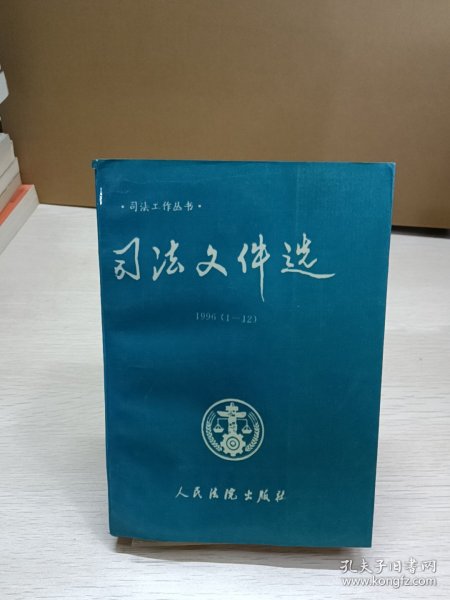 ·司法工作丛书·
司法文件选
1996(1—12)
人民法院出版社
孔夫子旧书网
www.kongfz.com